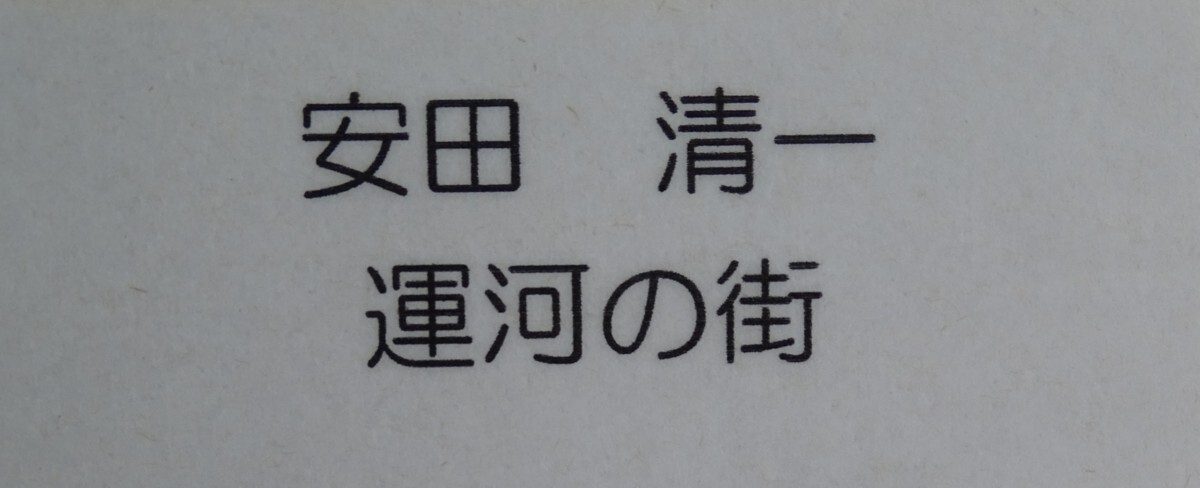 安田　清一
運河の街